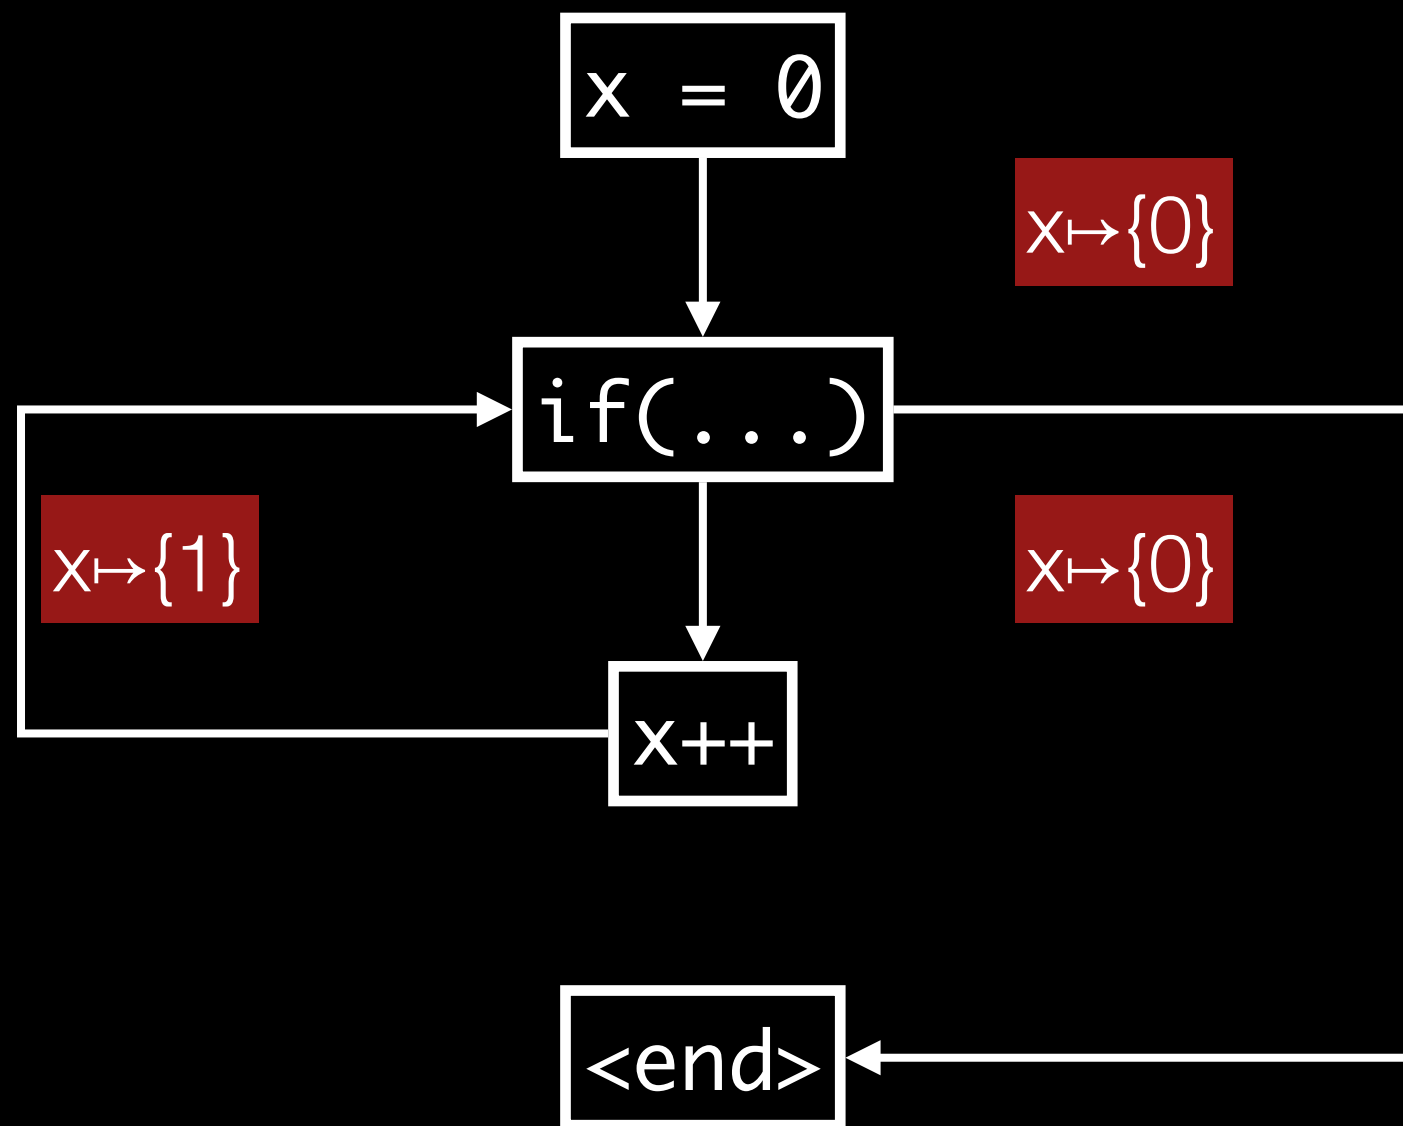 x = 0
x↦{0}
if(...)
x↦{1}
x↦{0}
x++
<end>